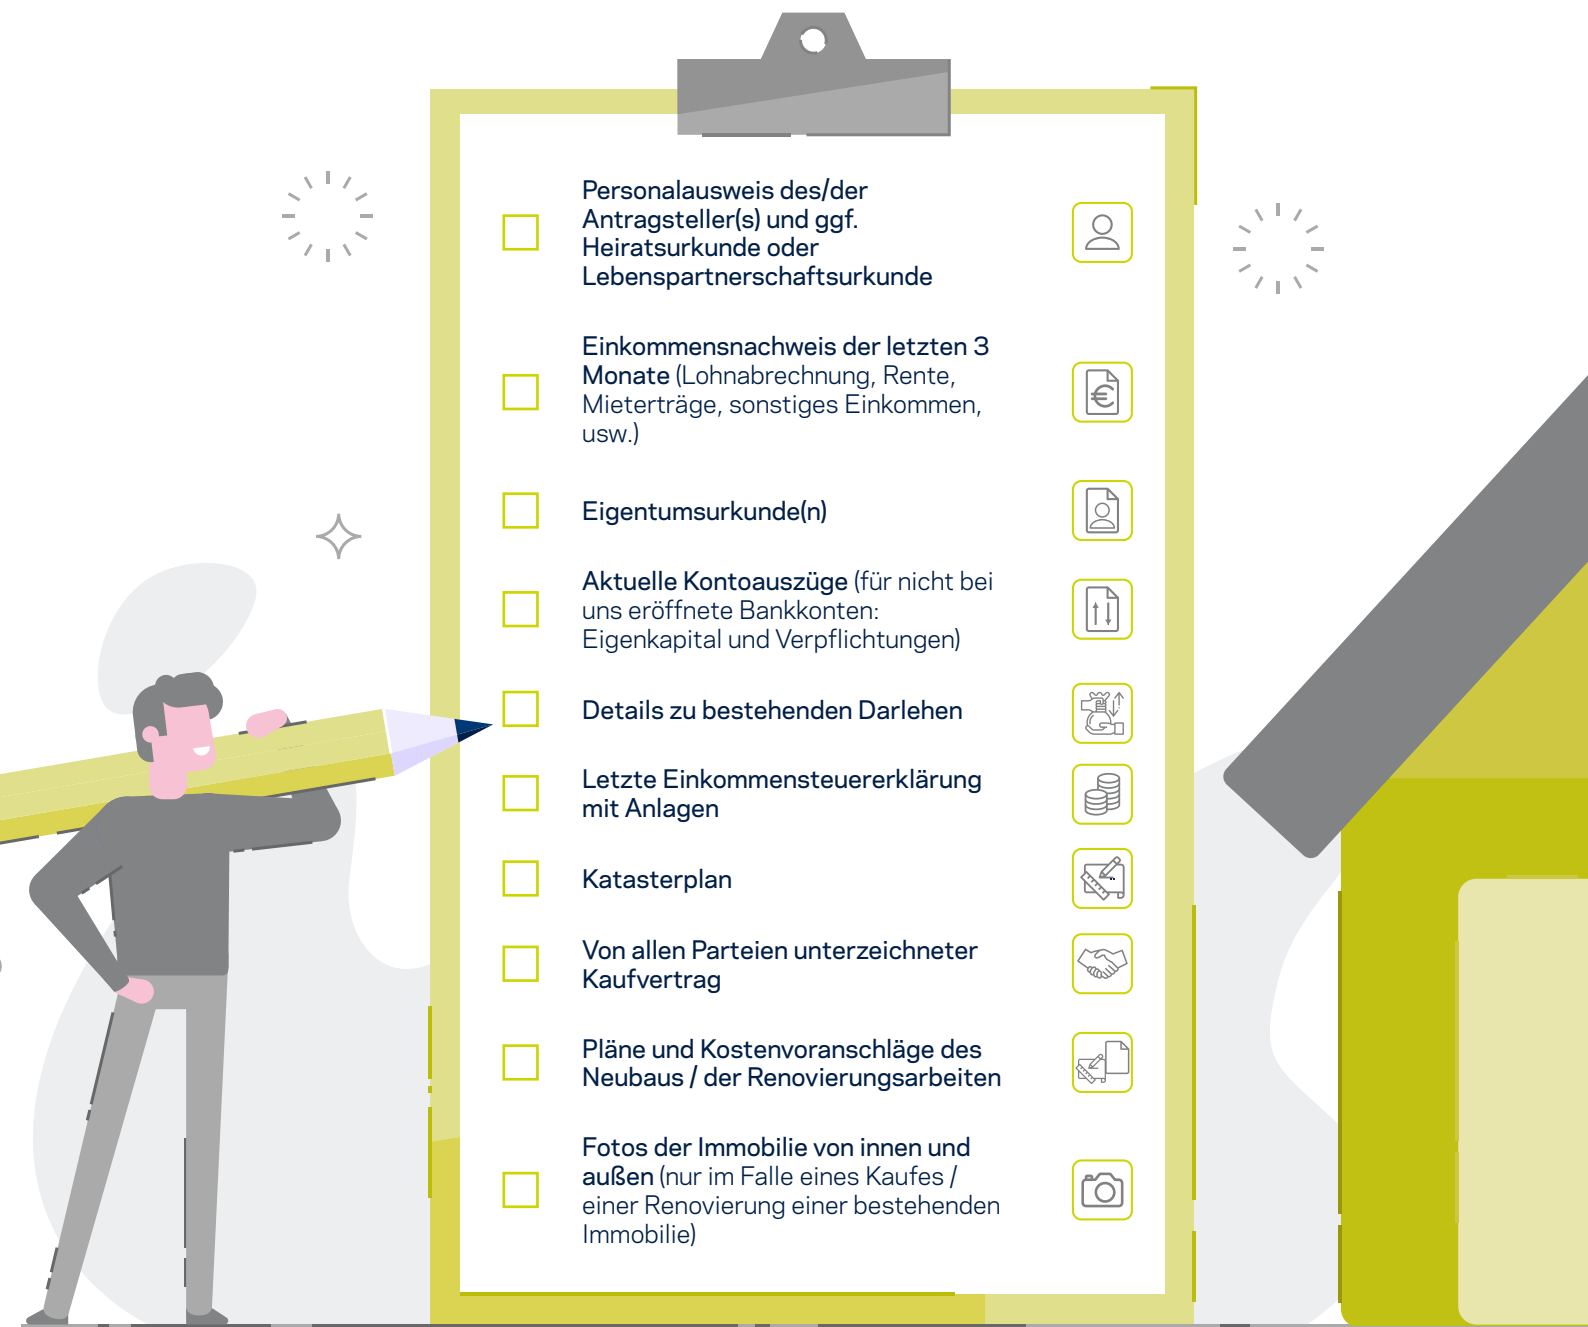 Personalausweis des/der
Antragsteller(s) und ggf.
Heiratsurkunde oder
Lebenspartnerschaftsurkunde
Einkommensnachweis der letzten 3
Monate (Lohnabrechnung, Rente,
Mieterträge, sonstiges Einkommen,
usw.)
Eigentumsurkunde(n)
Aktuelle Kontoauszüge (für nicht bei
uns eröffnete Bankkonten:
Eigenkapital und Verpflichtungen)
Details zu bestehenden Darlehen
Letzte Einkommensteuererklärung
mit Anlagen
Katasterplan
Von allen Parteien unterzeichneter
Kaufvertrag
Pläne und Kostenvoranschläge des
Neubaus / der Renovierungsarbeiten
Fotos der Immobilie von innen und
außen (nur im Falle eines Kaufes /
einer Renovierung einer bestehenden
Immobilie)